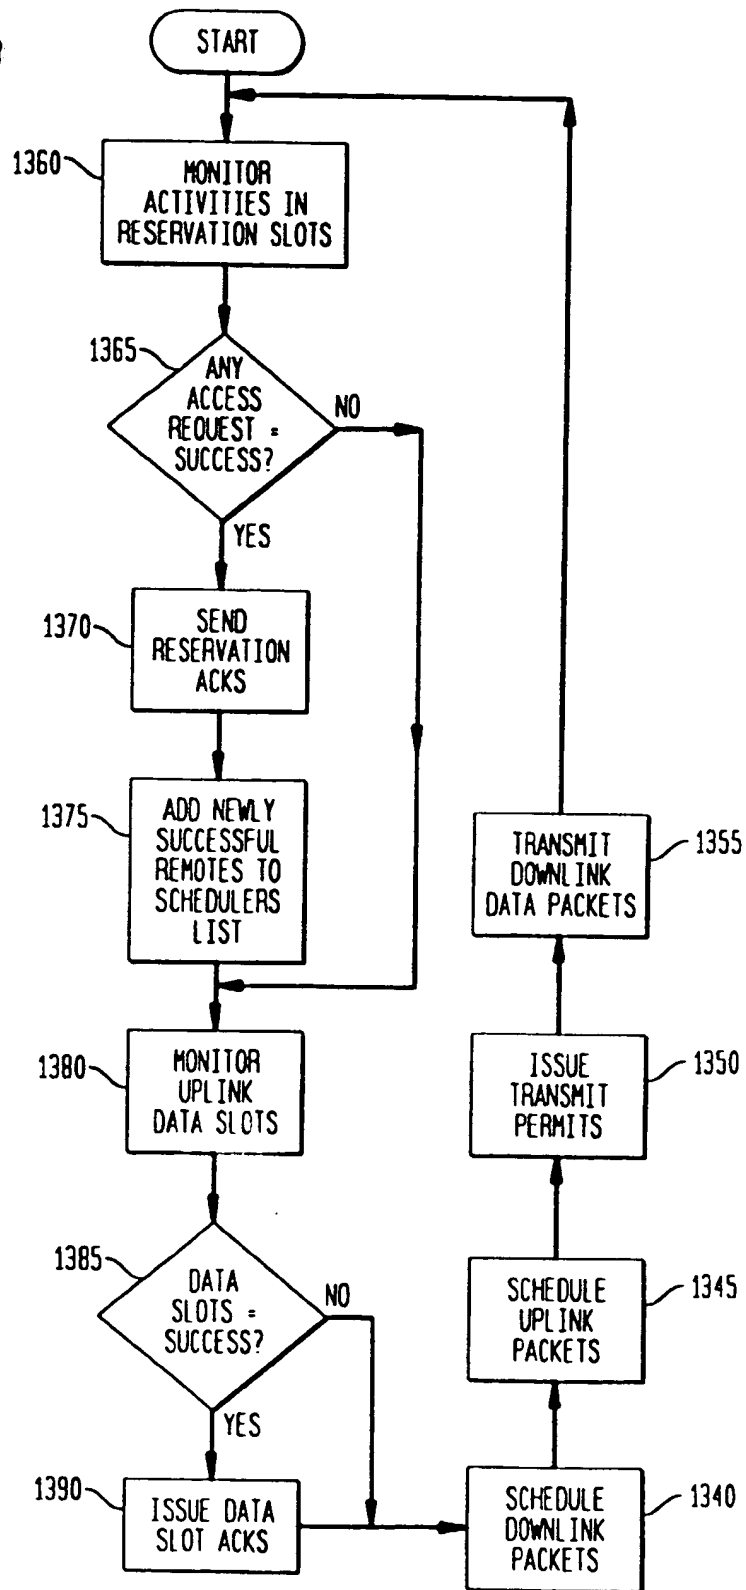 START
1360
MONITOR
ACTIVITIES IN
RESERVATION SLOTS
1365
ANY
ACCESS
REQUEST =
SUCCESS?
NO
YES
1370
SEND
RESERVATION
ACKS
1375
ADD NEWLY
SUCCESSFUL
REMOTES TO
SCHEDULERS
LIST
1380
MONITOR
UPLINK
DATA SLOTS
1385
DATA
SLOTS =
SUCCESS?
NO
YES
1390
ISSUE DATA
SLOT ACKS
SCHEDULE
DOWNLINK
PACKETS
1340
SCHEDULE
UPLINK
PACKETS
1345
ISSUE
TRANSMIT
PERMITS
1350
TRANSMIT
DOWNLINK
DATA PACKETS
1355